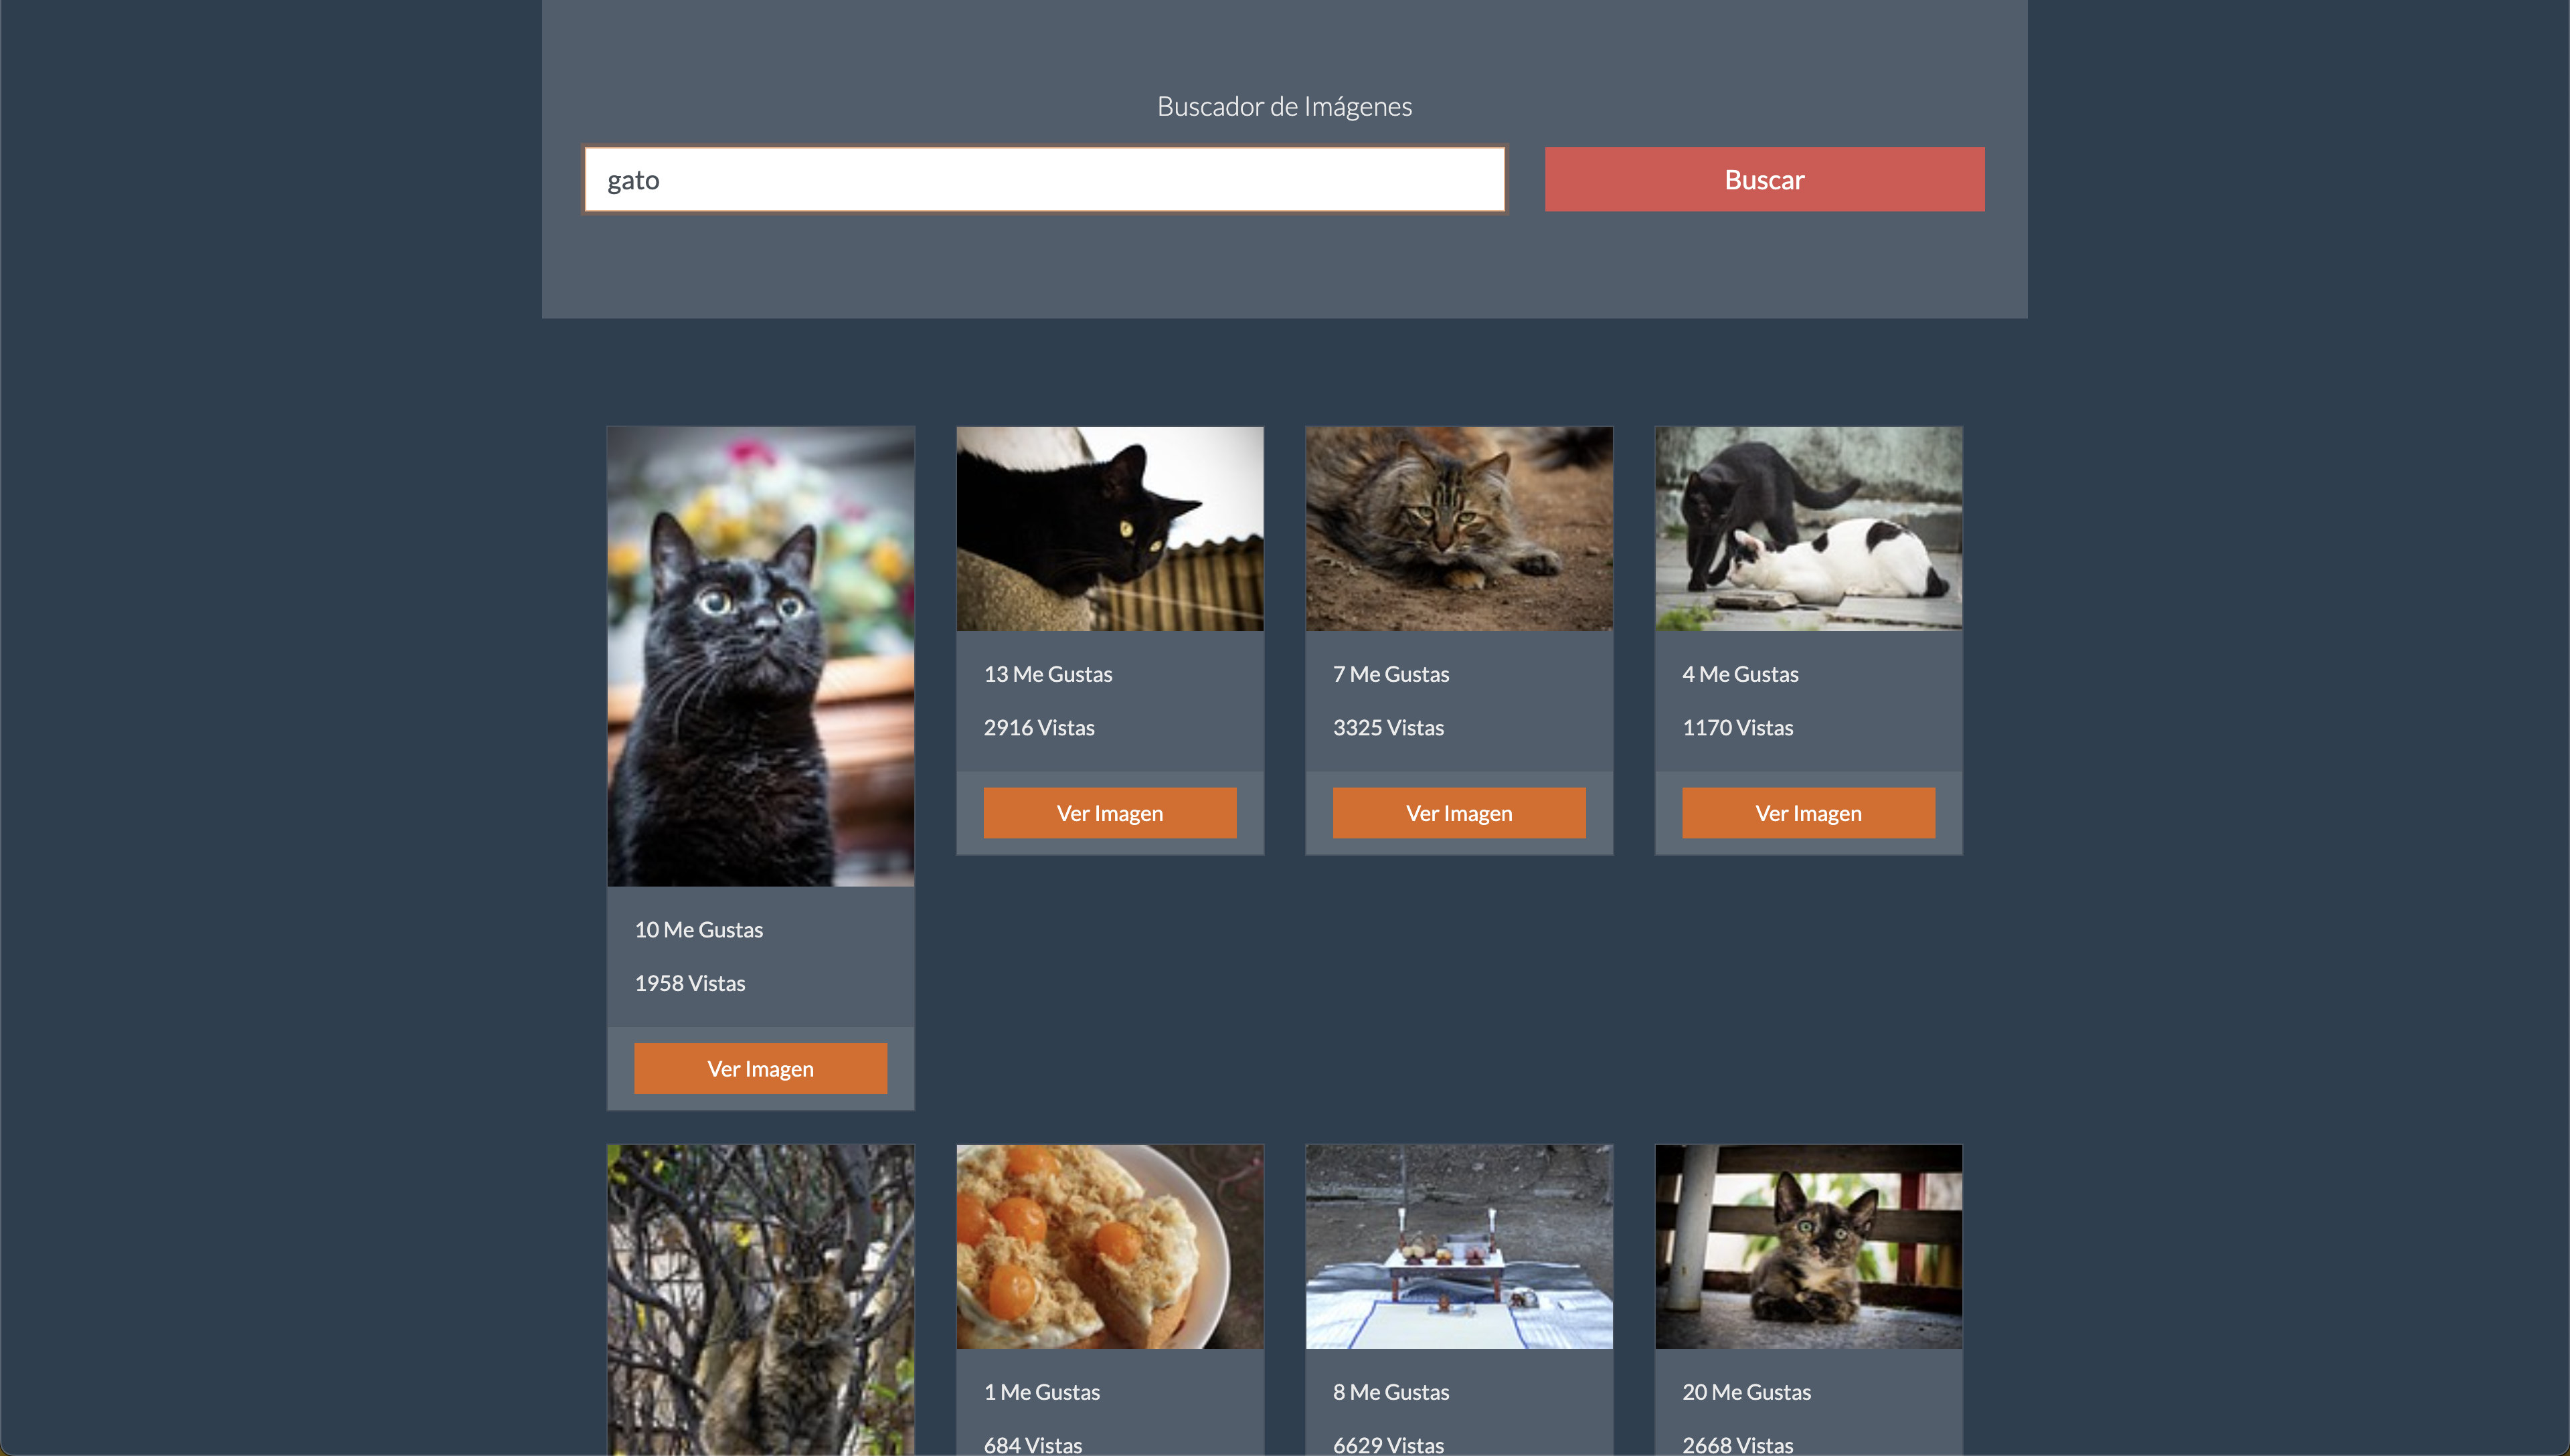 Buscador de Imágenes
gato
Buscar
13 Me Gustas
7 Me Gustas
4 Me Gustas
2916 Vistas
3325 Vistas
1170 Vistas
Ver Imagen
Ver Imagen
Ver Imagen
10 Me Gustas
1958 Vistas
Ver Imagen
1 Me Gustas
8 Me Gustas
20 Me Gustas
684 Vistas
6629 Vistas
2668 Vistas